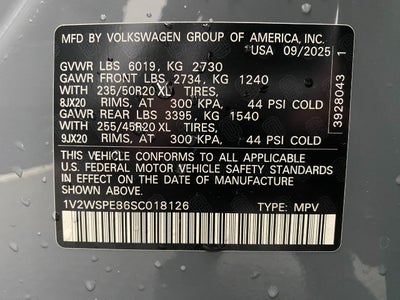 MFD. BY VOLKSWAGEN GROUP OF AMERICA, INC.
USA 09/2025
GVWR LBS 6019, KG 2730
GAWR FRONT LBS, 2734, KG 1240
WITH 235/50R20 XL TIRES,
8JX20 RIMS, AT 300 KPA, 44 PSI COLD
GAWR REAR LBS 3395, KG 1540
WITH 255/45R20 XL TIRES,
9JX20 RIMS, AT 300 KPA, 44 PSI COLD
THIS VEHICLE CONFORMS TO ALL APPLICABLE
U.S. FEDERAL MOTOR VEHICLE SAFETY STANDARDS
IN EFFECT ON THE DATE OF MANUFACTURE
SHOWN ABOVE
1V2WSPE86SC018126 TYPE: MPV
3928043 1